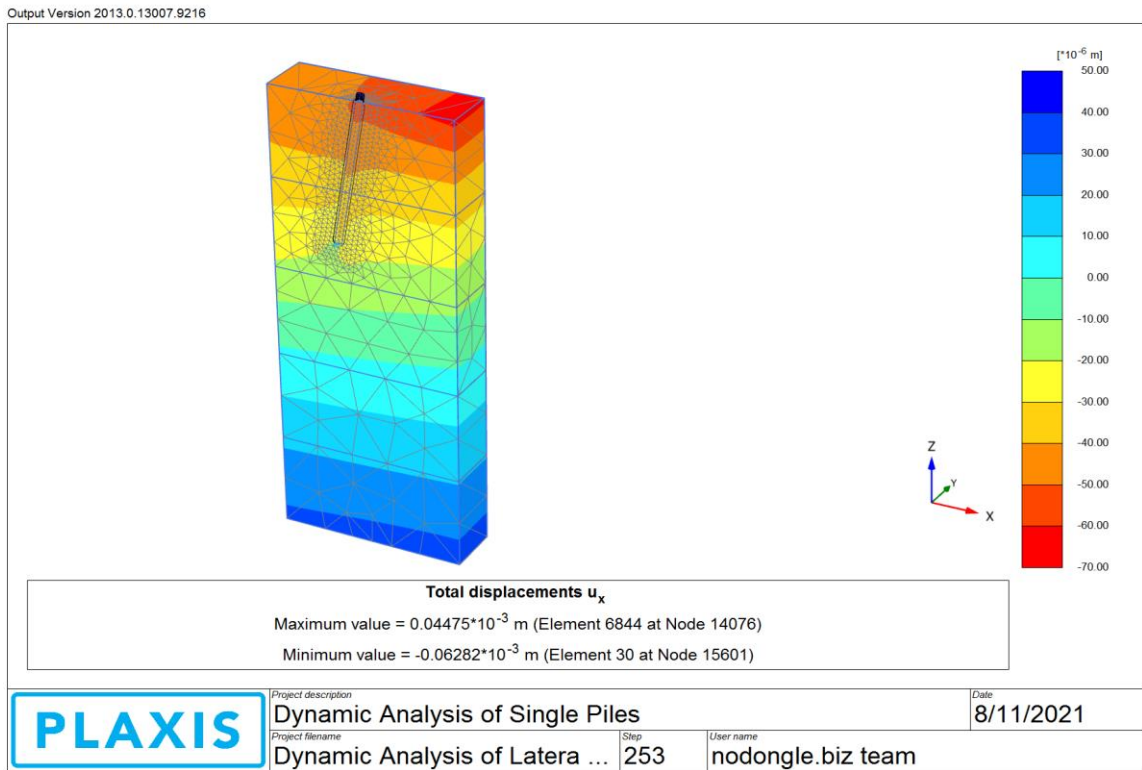 Output Version 2013.0.13007.9216
[*10-6 m]
50.00
40.00
30.00
20.00
10.00
0.00
-10.00
-20.00
-30.00
-40.00
-50.00
-60.00
-70.00
Z
Y
X
Total displacements ux
Maximum value = 0.04475*10-3 m (Element 6844 at Node 14076)
Minimum value = -0.06282*10-3 m (Element 30 at Node 15601)
PLAXIS
Project description
Dynamic Analysis of Single Piles
Date
8/11/2021
Project filename
Dynamic Analysis of Latera ...
Step
253
User name
nodongle.biz team